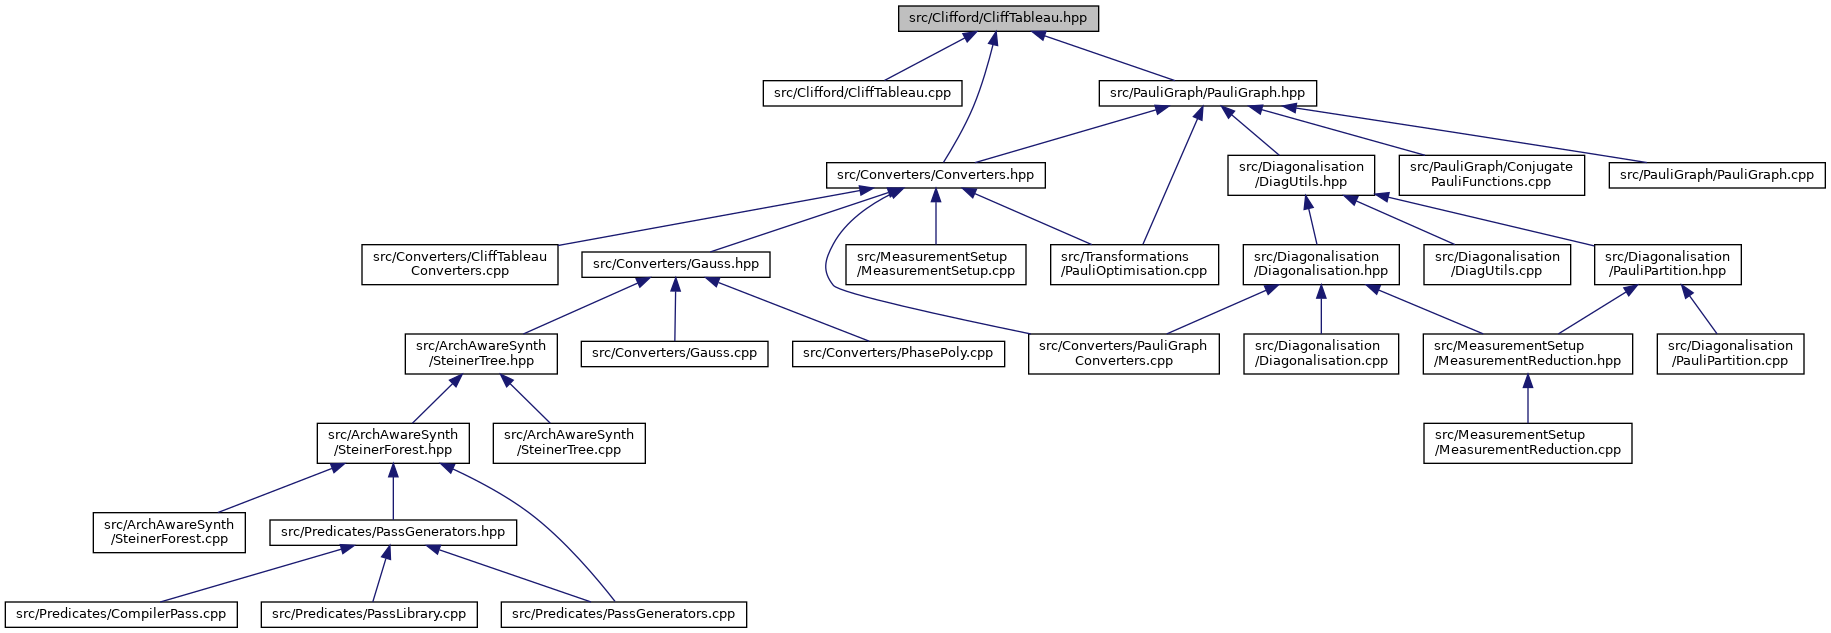 src/Clifford/CliffTableau.hpp
src/Clifford/CliffTableau.cpp
src/PauliGraph/PauliGraph.hpp
src/Converters/Converters.hpp
src/Diagonalisation
/DiagUtils.hpp
src/PauliGraph/Conjugate
PauliFunctions.cpp
src/PauliGraph/PauliGraph.cpp
src/Converters/CliffTableau
Converters.cpp
src/Converters/Gauss.hpp
src/MeasurementSetup
/MeasurementSetup.cpp
src/Transformations
/PauliOptimisation.cpp
src/Diagonalisation
/Diagonalisation.hpp
src/Diagonalisation
/DiagUtils.cpp
src/Diagonalisation
/PauliPartition.hpp
src/ArchAwareSynth
/SteinerTree.hpp
src/Converters/Gauss.cpp
src/Converters/PhasePoly.cpp
src/Converters/PauliGraph
Converters.cpp
src/Diagonalisation
/Diagonalisation.cpp
src/MeasurementSetup
/MeasurementReduction.hpp
src/Diagonalisation
/PauliPartition.cpp
src/ArchAwareSynth
/SteinerForest.hpp
src/ArchAwareSynth
/SteinerTree.cpp
src/MeasurementSetup
/MeasurementReduction.cpp
src/ArchAwareSynth
/SteinerForest.cpp
src/Predicates/PassGenerators.hpp
src/Predicates/CompilerPass.cpp
src/Predicates/PassLibrary.cpp
src/Predicates/PassGenerators.cpp